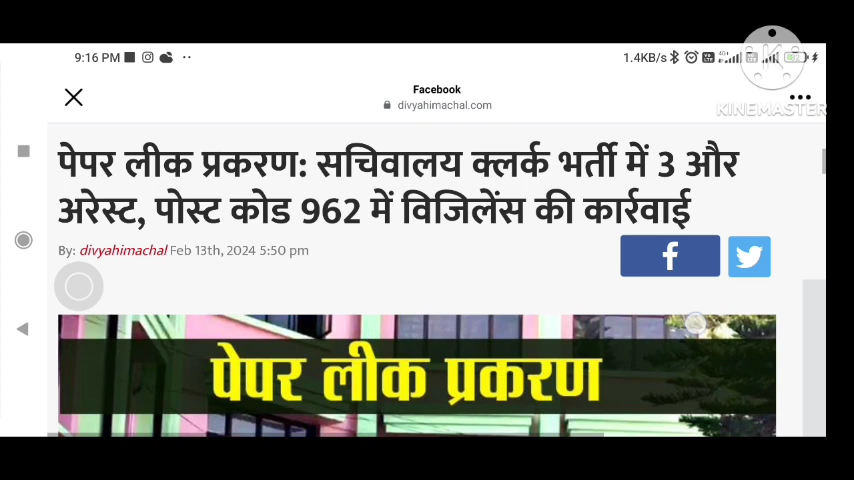 9:16 PM
1.4KB/s
KINEMASTER
Facebook
divyahimachal.com
पेपर लीक प्रकरण: सचिवालय क्लर्क भर्ती में 3 और
अरेस्ट, पोस्ट कोड 962 में विजिलेंस की कार्रवाई
By: divyahimachal Feb 13th, 2024 5:50 pm
पेपर लीक प्रकरण